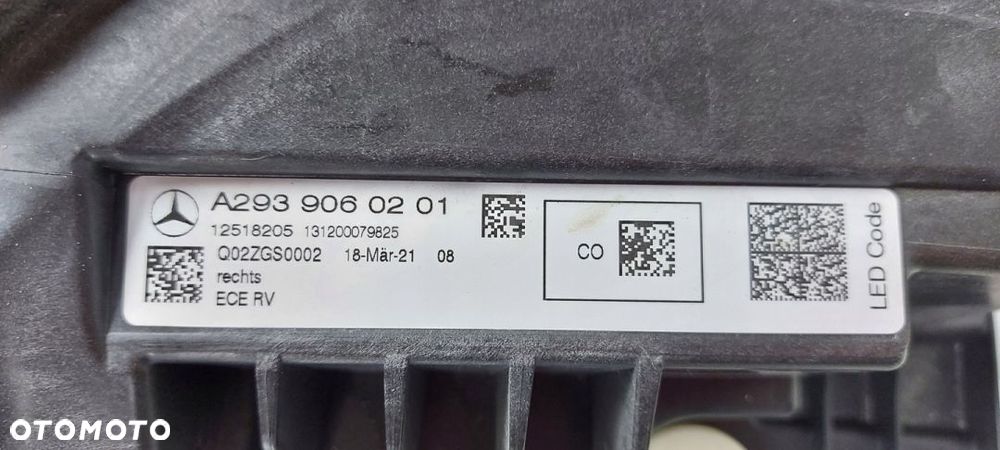 A293 906 02 01
12518205 131200079825
Q02ZGS0002 18-Mär-21 08
rechts
ECE RV
CO
LED Code
OTOMOTO